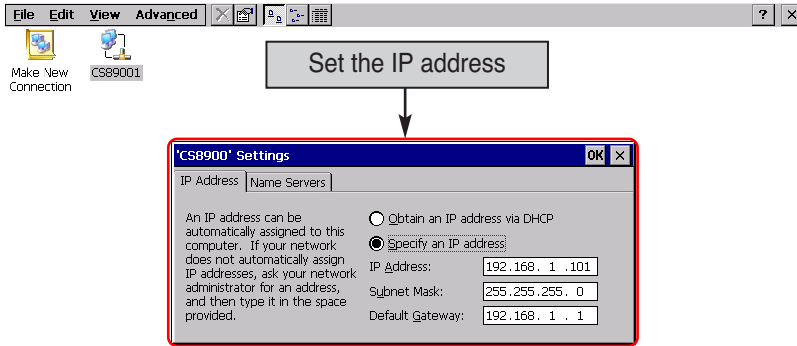 File Edit View Advanced ? ×
Make New
Connection
CS89001
Set the IP address
'CS8900' Settings OK ×
IP Address Name Servers
An IP address can be
automatically assigned to this
computer. If your network
does not automatically assign
IP addresses, ask your network
administrator for an address,
and then type it in the space
provided.
Obtain an IP address via DHCP
Specify an IP address
IP Address: 192.168. 1 .101
Subnet Mask: 255.255.255. 0
Default Gateway: 192.168. 1 . 1